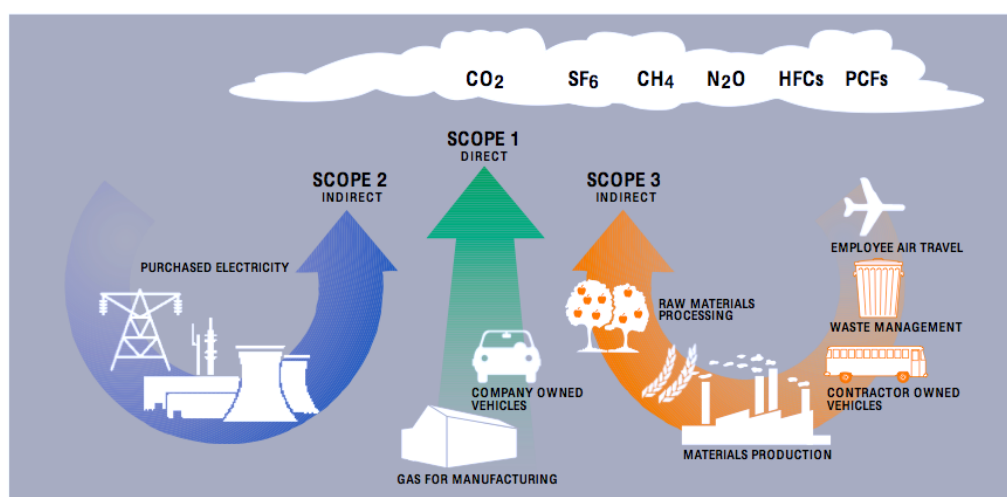 CO2 SF6 CH4 N2O HFCs PCFs
SCOPE 1
DIRECT
SCOPE 2
INDIRECT
SCOPE 3
INDIRECT
PURCHASED ELECTRICITY
COMPANY OWNED
VEHICLES
GAS FOR MANUFACTURING
RAW MATERIALS
PROCESSING
MATERIALS PRODUCTION
EMPLOYEE AIR TRAVEL
WASTE MANAGEMENT
CONTRACTOR OWNED
VEHICLES